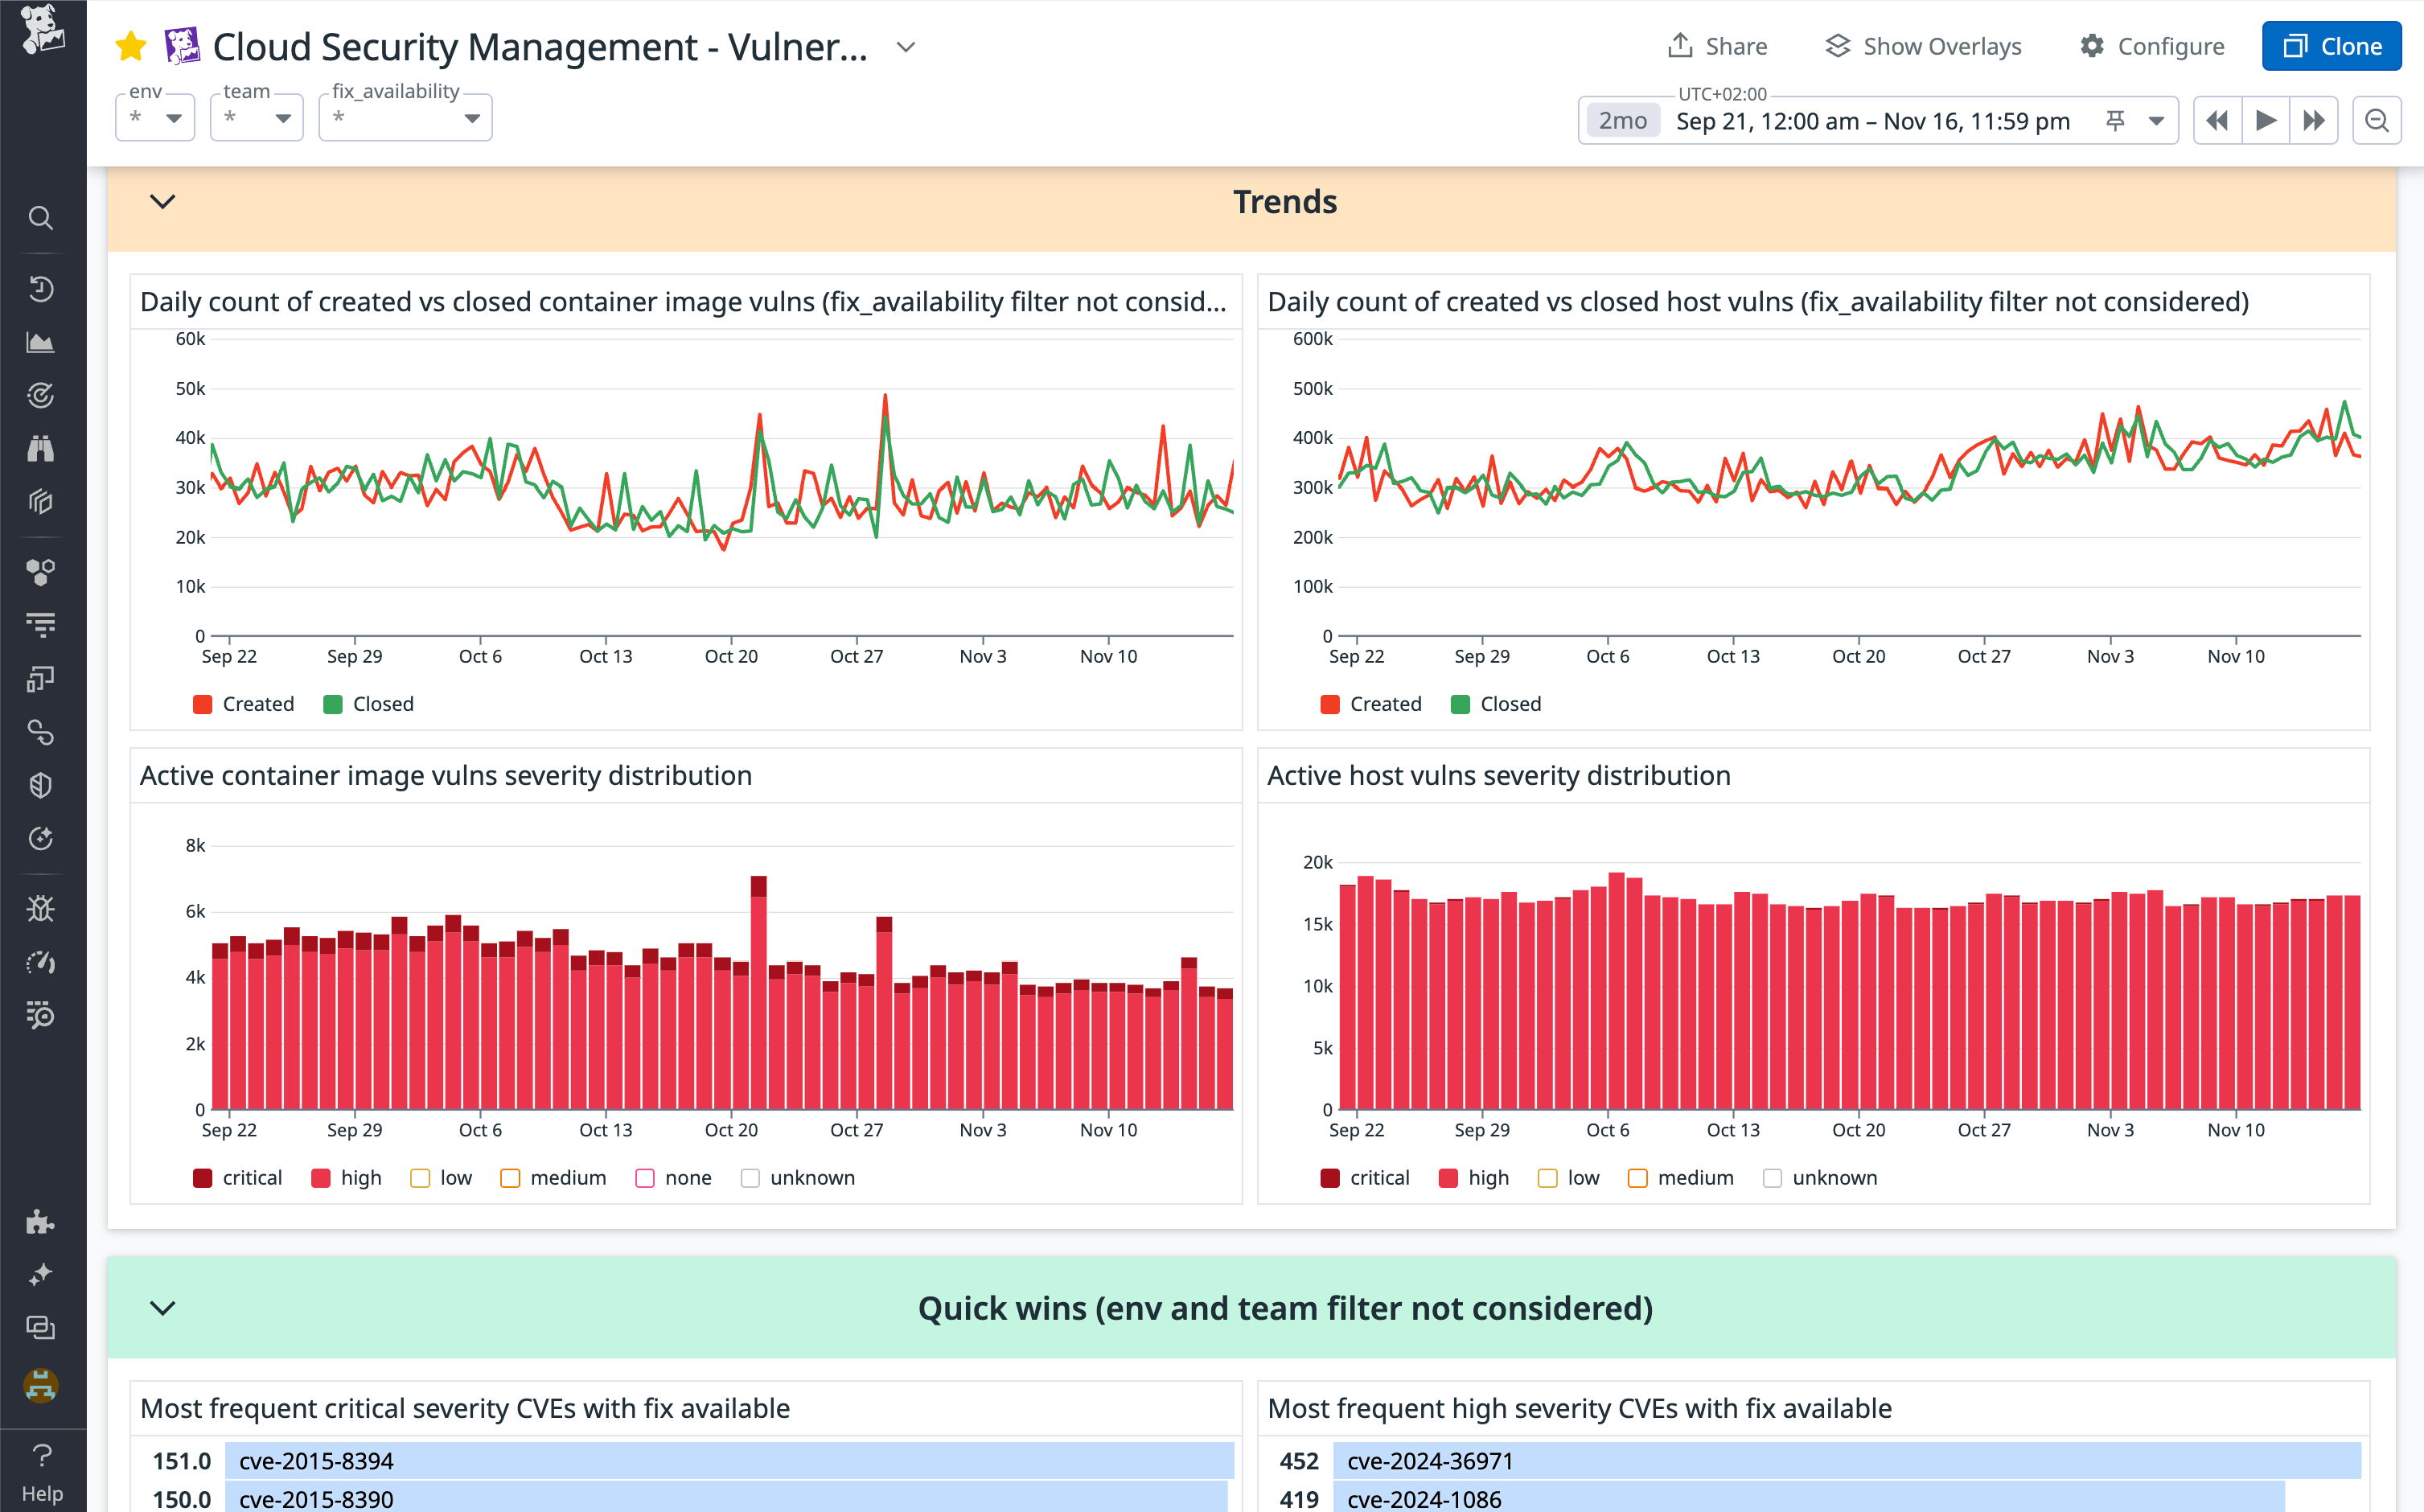 Cloud Security Management - Vulner...
Share
Show Overlays
Configure
Clone
env
*
team
*
fix_availability
*
UTC+02:00
2mo
Sep 21, 12:00 am – Nov 16, 11:59 pm
Trends
Daily count of created vs closed container image vulns (fix_availability filter not consid...
60k
50k
40k
30k
20k
10k
0
Sep 22 Sep 29 Oct 6 Oct 13 Oct 20 Oct 27 Nov 3 Nov 10
Created Closed
Daily count of created vs closed host vulns (fix_availability filter not considered)
600k
500k
400k
300k
200k
100k
0
Sep 22 Sep 29 Oct 6 Oct 13 Oct 20 Oct 27 Nov 3 Nov 10
Created Closed
Active container image vulns severity distribution
8k
6k
4k
2k
0
Sep 22 Sep 29 Oct 6 Oct 13 Oct 20 Oct 27 Nov 3 Nov 10
critical high low medium none unknown
Active host vulns severity distribution
20k
15k
10k
5k
0
Sep 22 Sep 29 Oct 6 Oct 13 Oct 20 Oct 27 Nov 3 Nov 10
critical high low medium unknown
Quick wins (env and team filter not considered)
Most frequent critical severity CVEs with fix available
151.0 cve-2015-8394
150.0 cve-2015-8390
Most frequent high severity CVEs with fix available
452 cve-2024-36971
419 cve-2024-1086
Help